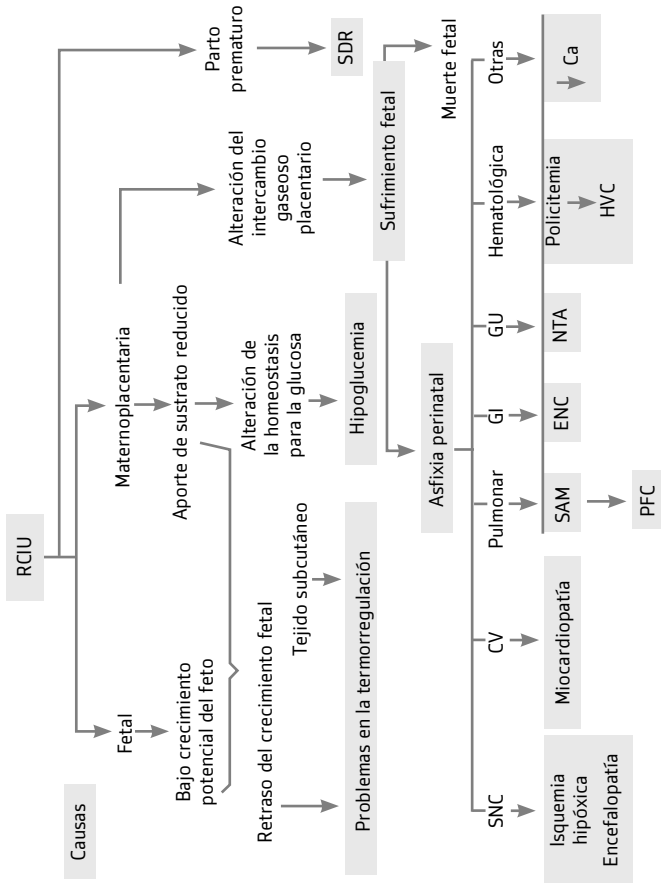 RCIU
Causas
Fetal
Maternoplacentaria
Parto
prematuro
SDR
Bajo crecimiento
potencial del feto
Aporte de sustrato reducido
Alteración del
intercambio
gaseoso
placentario
Retraso del crecimiento fetal
Tejido subcutáneo
Alteración de
la homeostasis
para la glucosa
Problemas en la termorregulación
Hipoglucemia
Sufrimiento fetal
Muerte fetal
Asfixia perinatal
SNC
CV
Pulmonar
GI
GU
Hematológica
Otras
Isquemia
hipóxica
Encefalopatía
Miocardiopatía
SAM
PFC
ENC
NTA
Policitemia
HVC
Ca